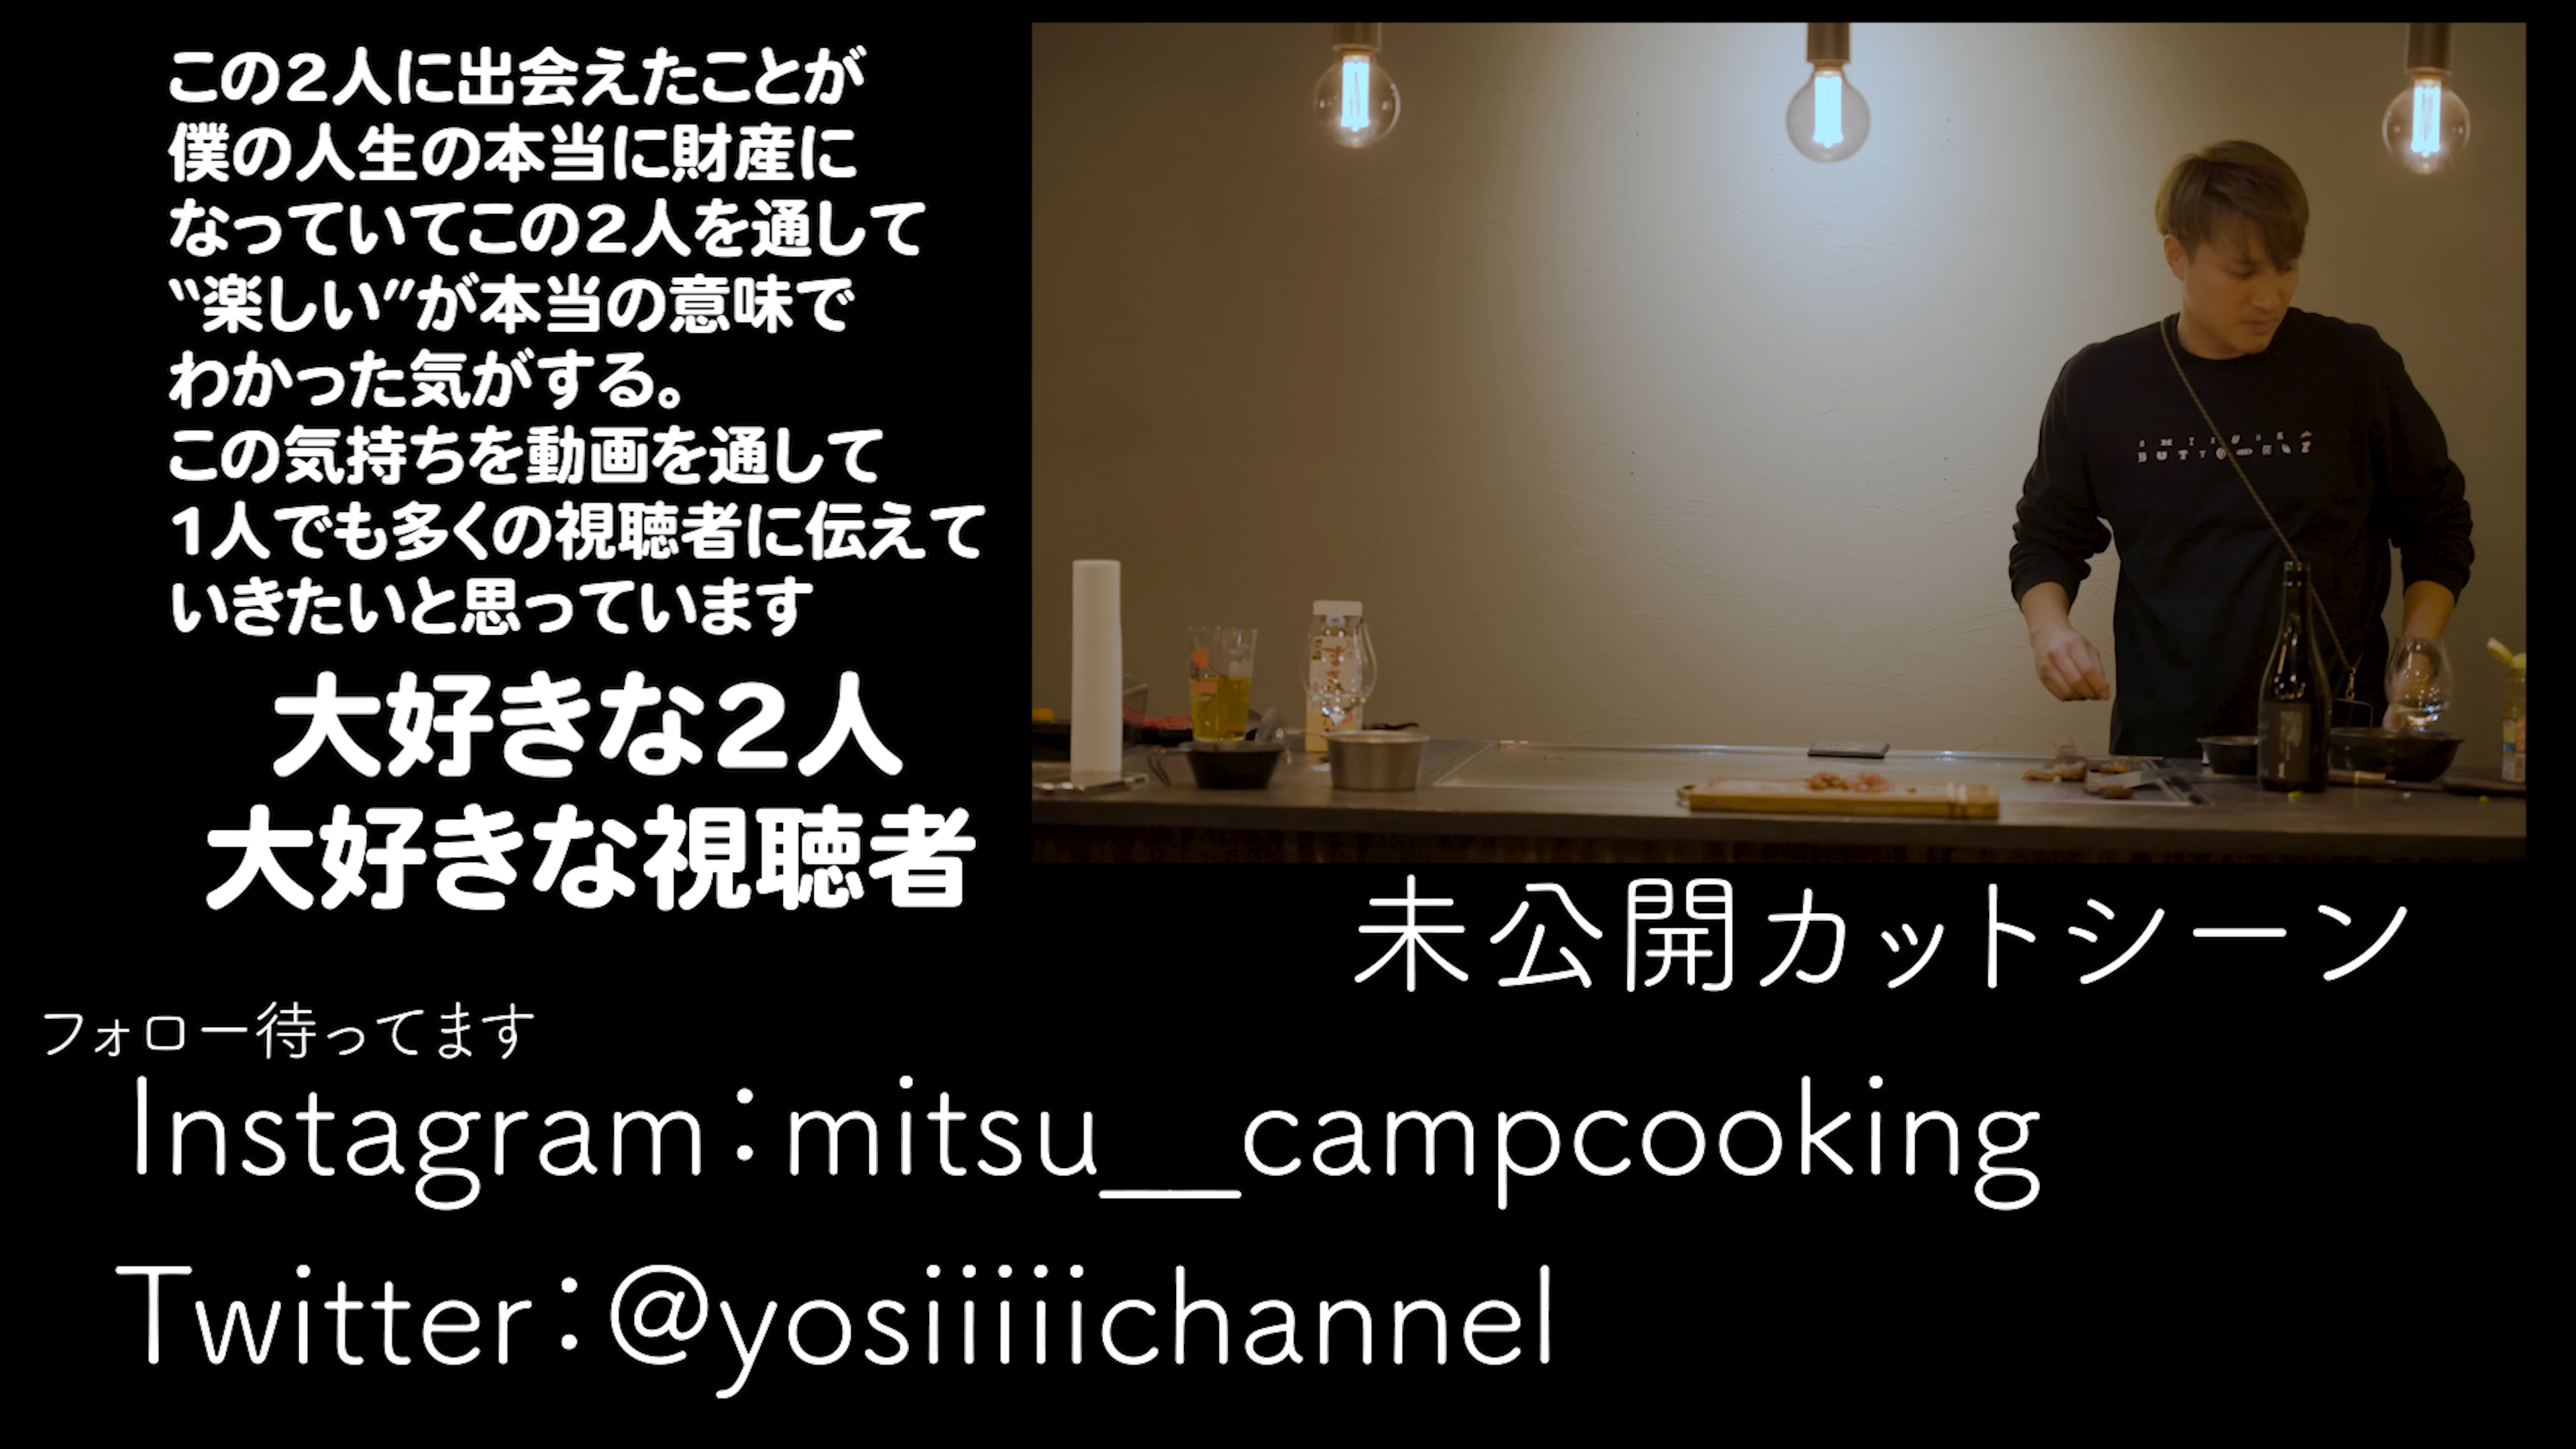 この2人に出会えたことが
僕の人生の本当に財産に
なっていてこの2人を通して
“楽しい”が本当の意味で
わかった気がする。
この気持ちを動画を通して
1人でも多くの視聴者に伝えて
いきたいと思っています
大好きな2人
大好きな視聴者
未公開カットシーン
フォロー待ってます
Instagram：mitsu__campcooking
Twitter：@yosiiiiichannel